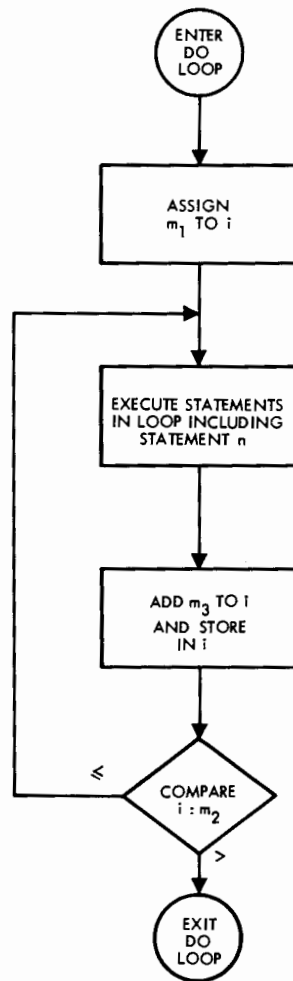 ENTER
DO
LOOP
ASSIGN
m₁ TO i
EXECUTE STATEMENTS
IN LOOP INCLUDING
STATEMENT n
ADD m₃ TO i
AND STORE
IN i
≤
COMPARE
i : m₂
>
EXIT
DO
LOOP